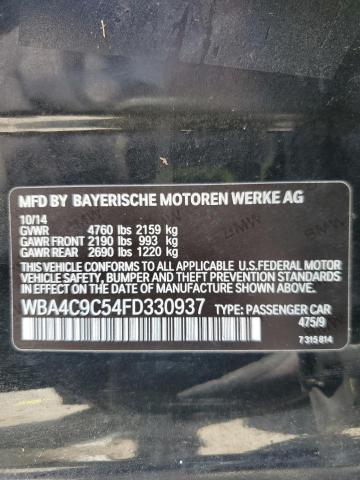 MFD BY BAYERISCHE MOTOREN WERKE AG
10/14
GVWR 4760 lbs 2159 kg
GAWR FRONT 2190 lbs 993 kg
GAWR REAR 2690 lbs 1220 kg
THIS VEHICLE CONFORMS TO ALL APPLICABLE U.S.FEDERAL MOTOR
VEHICLE SAFETY, BUMPER, AND THEFT PREVENTION STANDARDS
IN EFFECT ON THE DATE OF MANUFACTURE SHOWN ABOVE.
WBA4C9C54FD330937 TYPE: PASSENGER CAR
475/9
7 315 814